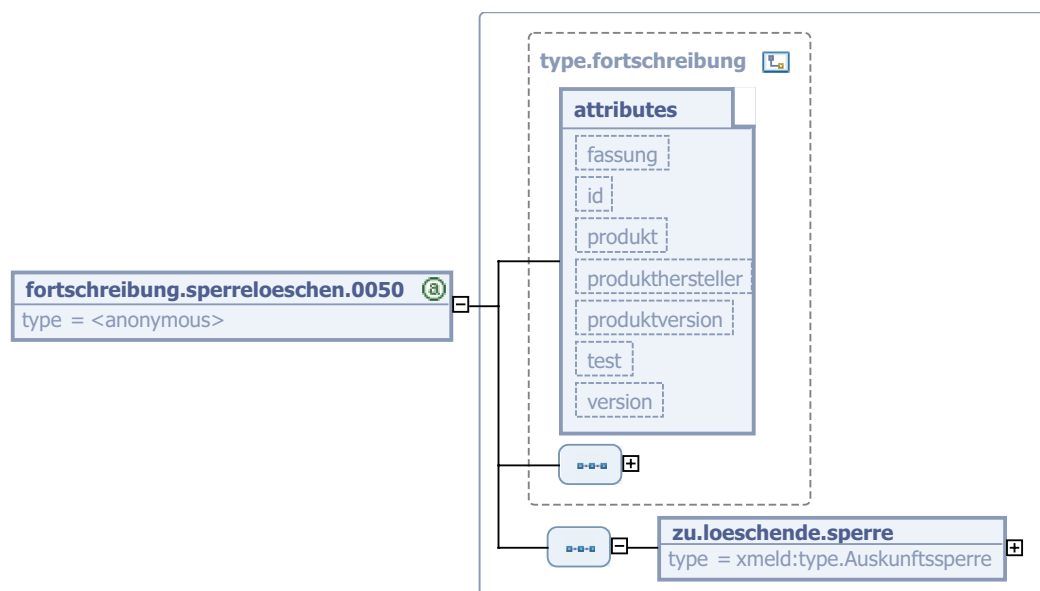 type.fortschreibung
attributes
fassung
id
produkt
produkthersteller
produktversion
test
version
fortschreibung.sperreloeschen.0050 a
type = <anonymous>
zu.loeschende.sperre
type = xmeld:type.Auskunftssperre